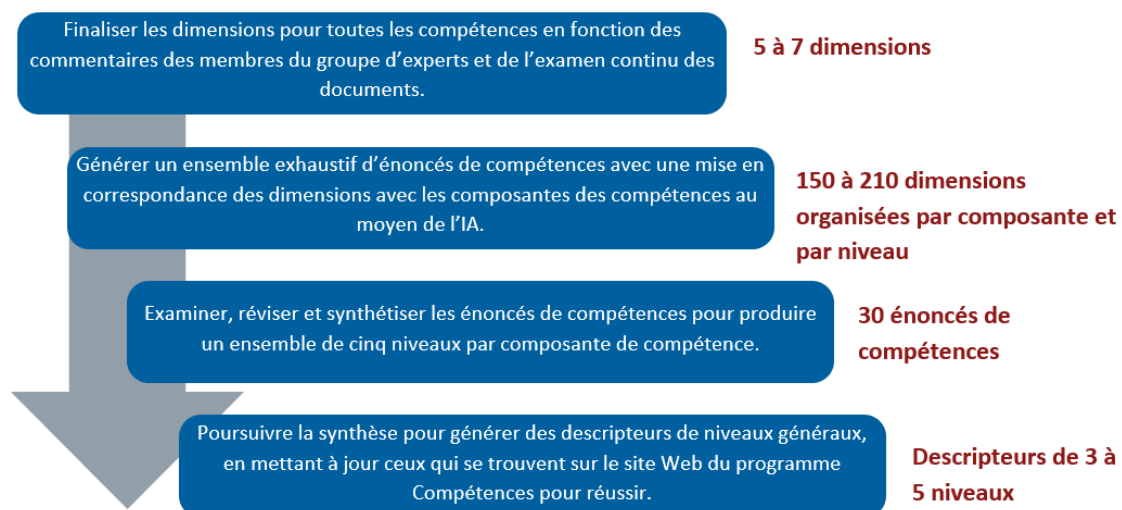 Finaliser les dimensions pour toutes les compétences en fonction des
commentaires des membres du groupe d'experts et de l'examen continu des
documents.
5 à 7 dimensions
Générer un ensemble exhaustif d'énoncés de compétences avec une mise en
correspondance des dimensions avec les composantes des compétences au
moyen de l'IA.
150 à 210 dimensions
organisées par composante et
par niveau
Examiner, réviser et synthétiser les énoncés de compétences pour produire
un ensemble de cinq niveaux par composante de compétence.
30 énoncés de
compétences
Poursuivre la synthèse pour générer des descripteurs de niveaux généraux,
en mettant à jour ceux qui se trouvent sur le site Web du programme
Compétences pour réussir.
Descripteurs de 3 à
5 niveaux